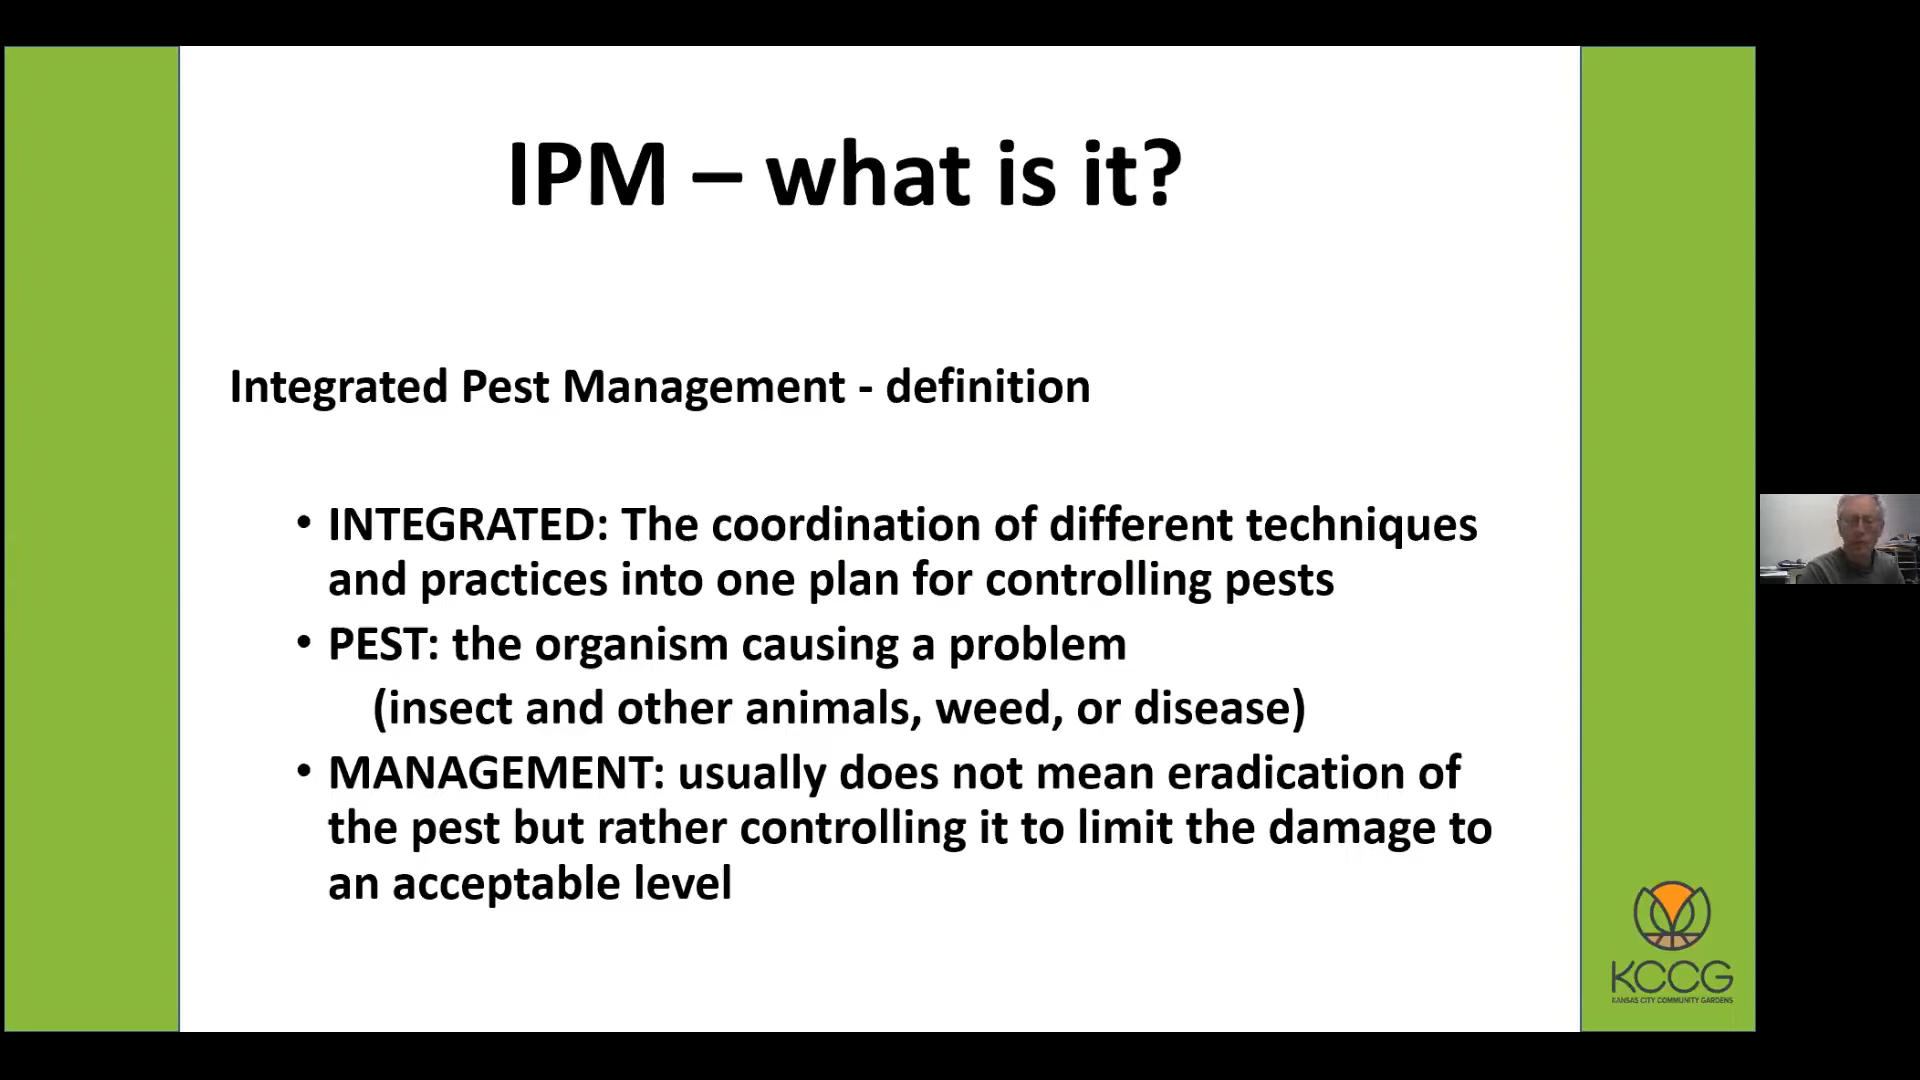 IPM – what is it?
Integrated Pest Management - definition
• INTEGRATED: The coordination of different techniques
and practices into one plan for controlling pests
• PEST: the organism causing a problem
(insect and other animals, weed, or disease)
• MANAGEMENT: usually does not mean eradication of
the pest but rather controlling it to limit the damage to
an acceptable level
KCCG
KANSAS CITY COMMUNITY GARDENS